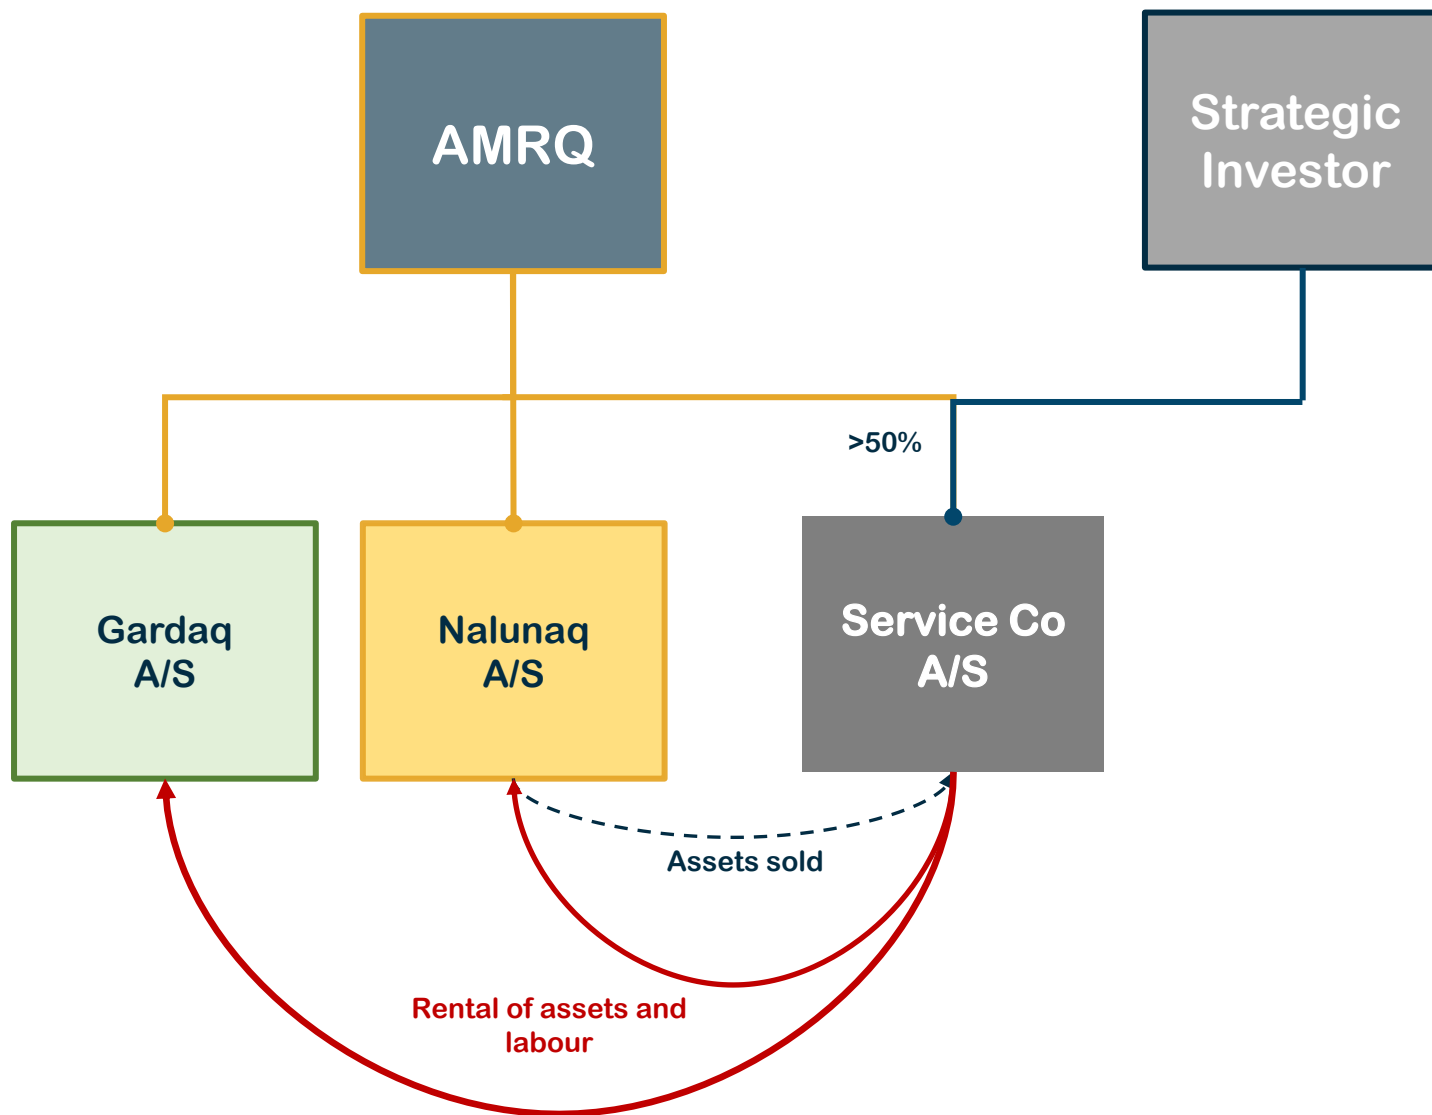 AMRQ
Strategic
Investor
>50%
Gardaq
A/S
Nalunaq
A/S
Service Co
A/S
Assets sold
Rental of assets and
labour